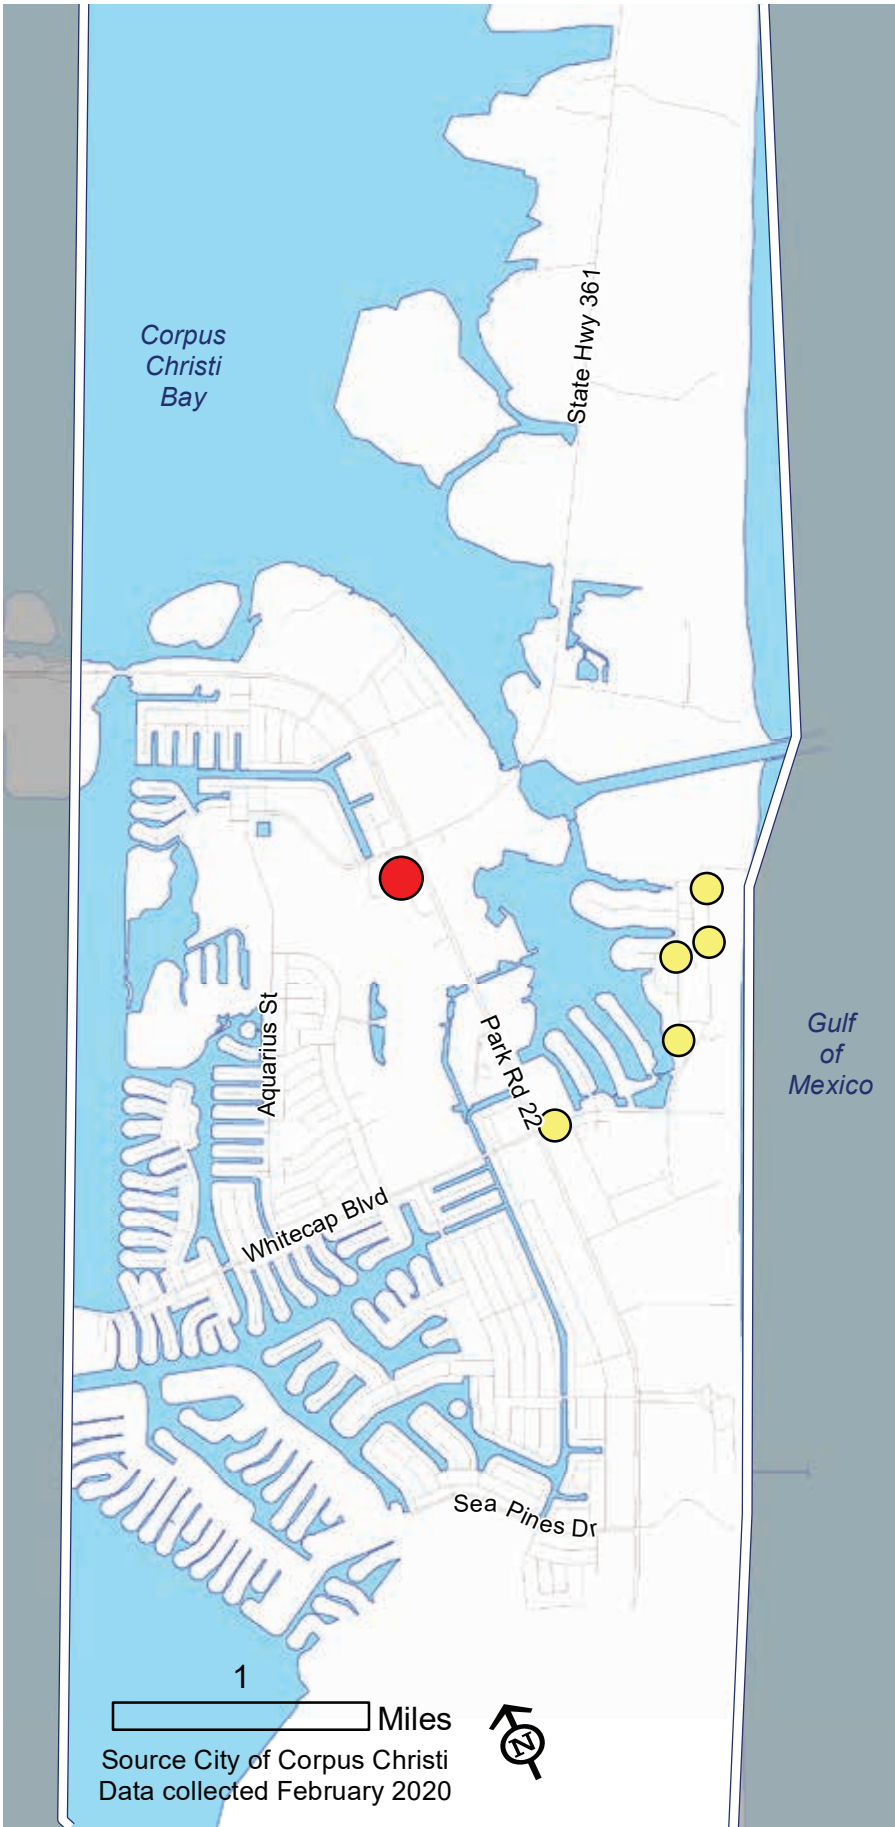 State Hwy 361
Corpus
Christi
Bay
Aquarius St
Park Rd 22
Gulf
of
Mexico
Whitecap Blvd
Sea Pines Dr
1
Miles
N
Source City of Corpus Christi
Data collected February 2020